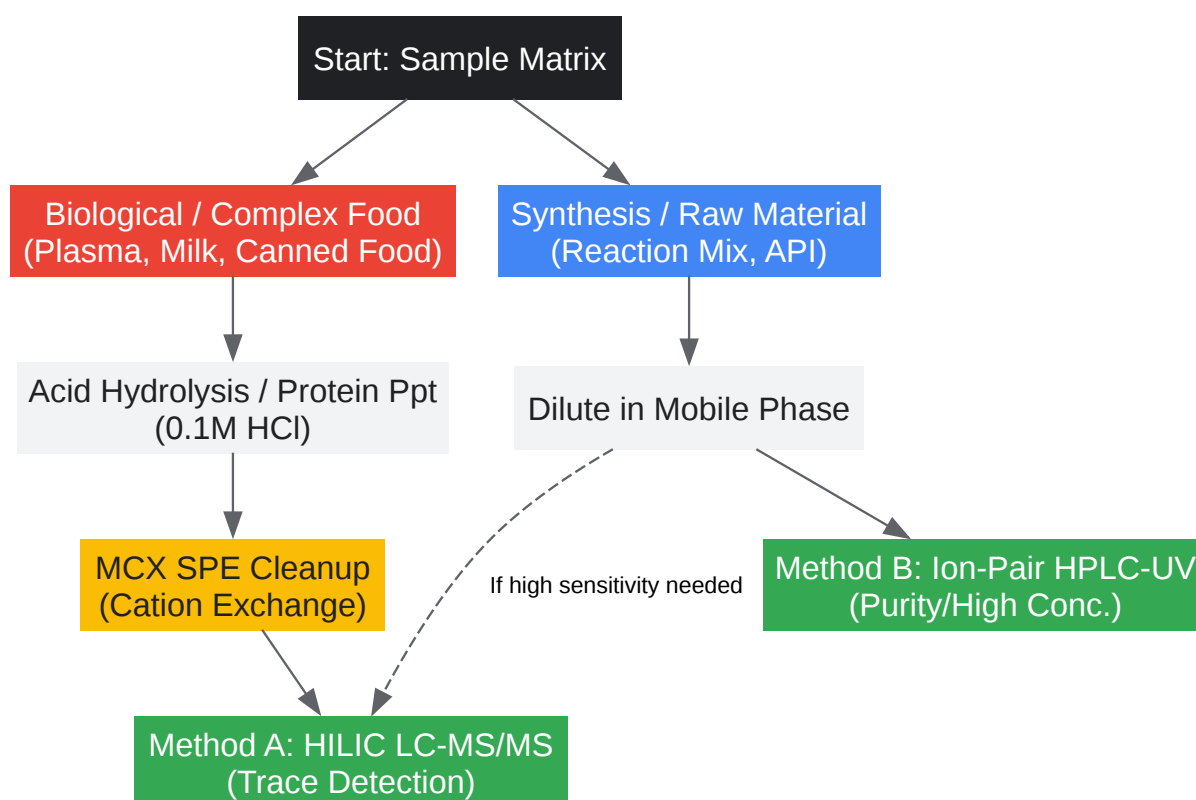 Start: Sample Matrix
Biological / Complex Food
(Plasma, Milk, Canned Food)
Synthesis / Raw Material
(Reaction Mix, API)
Acid Hydrolysis / Protein Ppt
(0.1M HCl)
Dilute in Mobile Phase
MCX SPE Cleanup
(Cation Exchange)
If high sensitivity needed
Method B: Ion-Pair HPLC-UV
(Purity/High Conc.)
Method A: HILIC LC-MS/MS
(Trace Detection)